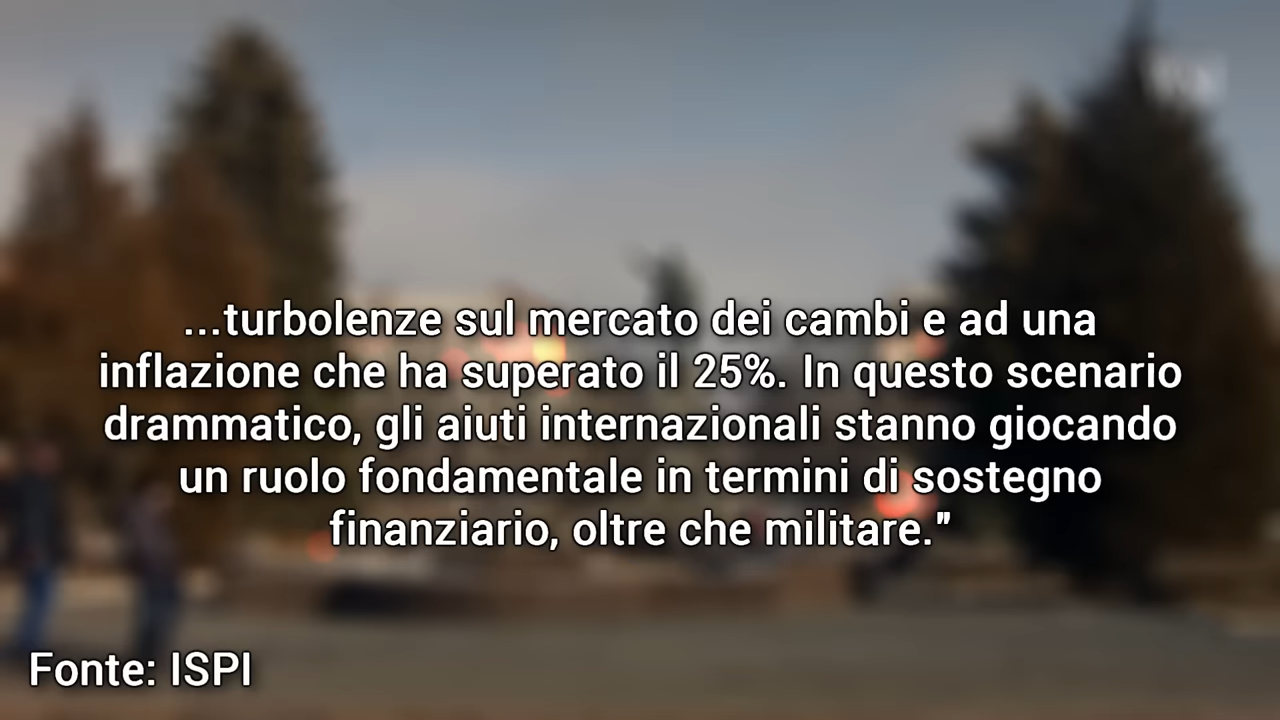 ...turbolenze sul mercato dei cambi e ad una
inflazione che ha superato il 25%. In questo scenario
drammatico, gli aiuti internazionali stanno giocando
un ruolo fondamentale in termini di sostegno
finanziario, oltre che militare."
Fonte: ISPI